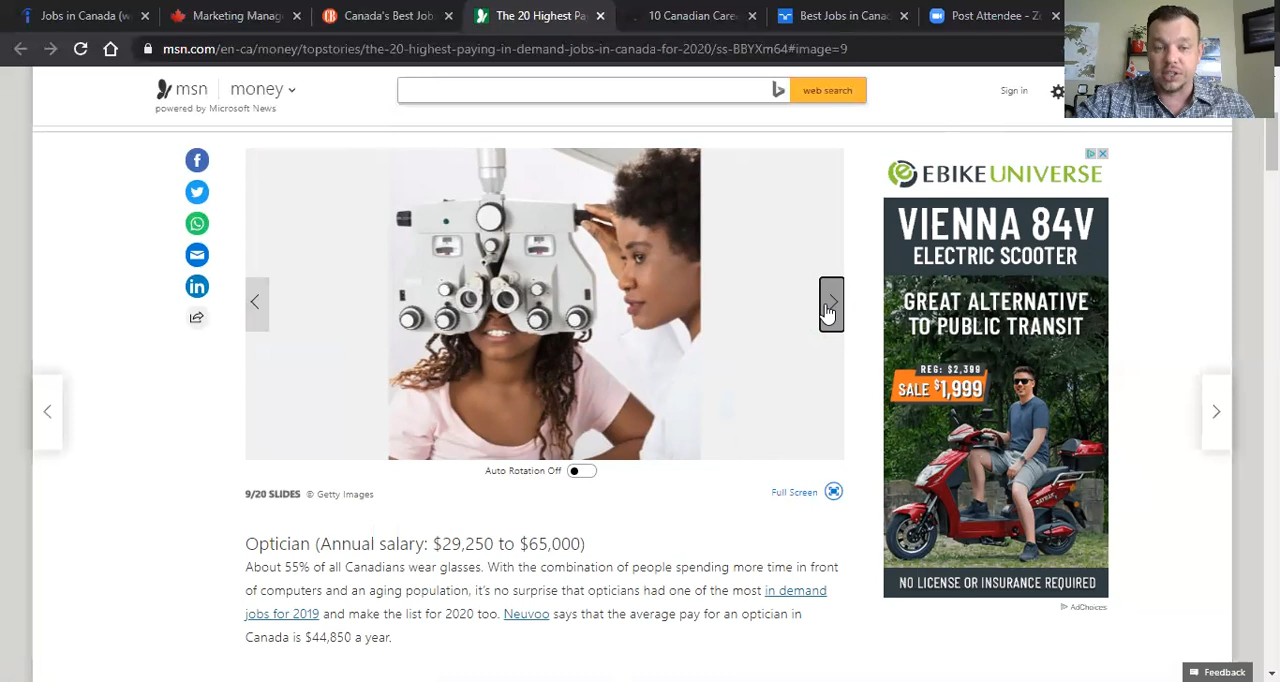 Jobs in Canada (w
Marketing Manag
Canada's Best Job
The 20 Highest Pa
10 Canadian Caree
Best Jobs in Canad
Post Attendee - Z
msn.com/en-ca/money/topstories/the-20-highest-paying-in-demand-jobs-in-canada-for-2020/ss-BBYXm64#image=9
msn
money
powered by Microsoft News
web search
Sign in
EBIKEUNIVERSE
VIENNA 84V
ELECTRIC SCOOTER
GREAT ALTERNATIVE
TO PUBLIC TRANSIT
REG: $2,399
SALE $1,999
NO LICENSE OR INSURANCE REQUIRED
AdChoices
Auto Rotation Off
9/20 SLIDES © Getty Images
Full Screen
Optician (Annual salary: $29,250 to $65,000)
About 55% of all Canadians wear glasses. With the combination of people spending more time in front
of computers and an aging population, it's no surprise that opticians had one of the most in demand
jobs for 2019 and make the list for 2020 too. Neuvoo says that the average pay for an optician in
Canada is $44,850 a year.
Feedback